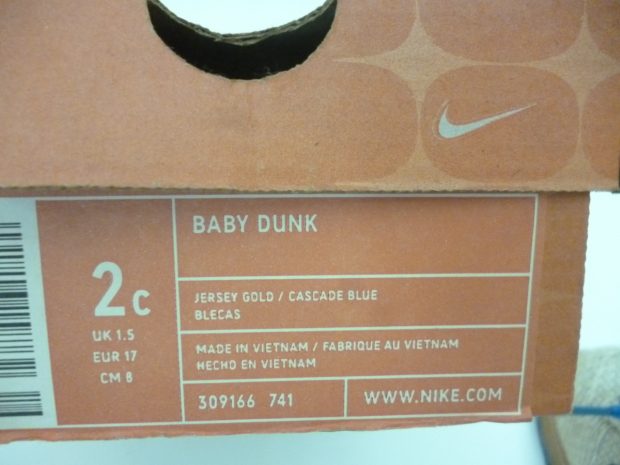 BABY DUNK
2C
UK 1.5
EUR 17
CM 8
JERSEY GOLD / CASCADE BLUE
BLECAS
MADE IN VIETNAM / FABRIQUE AU VIETNAM
HECHO EN VIETNAM
309166 741
WWW.NIKE.COM